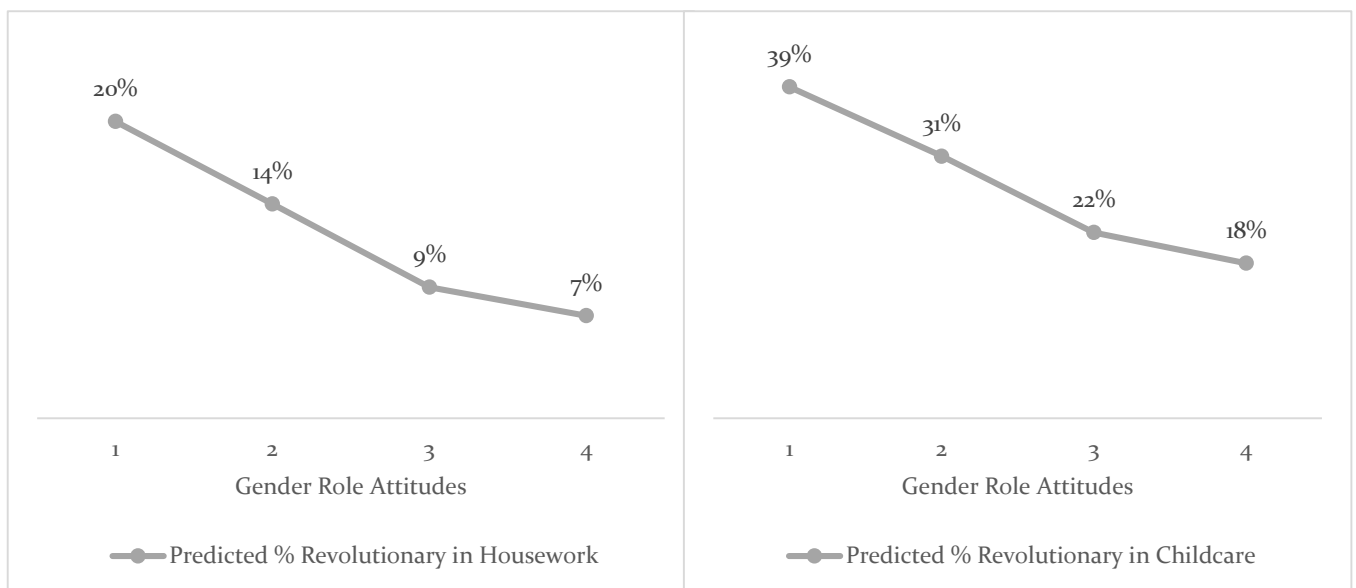 20%
14%
9%
7%
1 2 3 4
Gender Role Attitudes
Predicted % Revolutionary in Housework
39%
31%
22%
18%
1 2 3 4
Gender Role Attitudes
Predicted % Revolutionary in Childcare